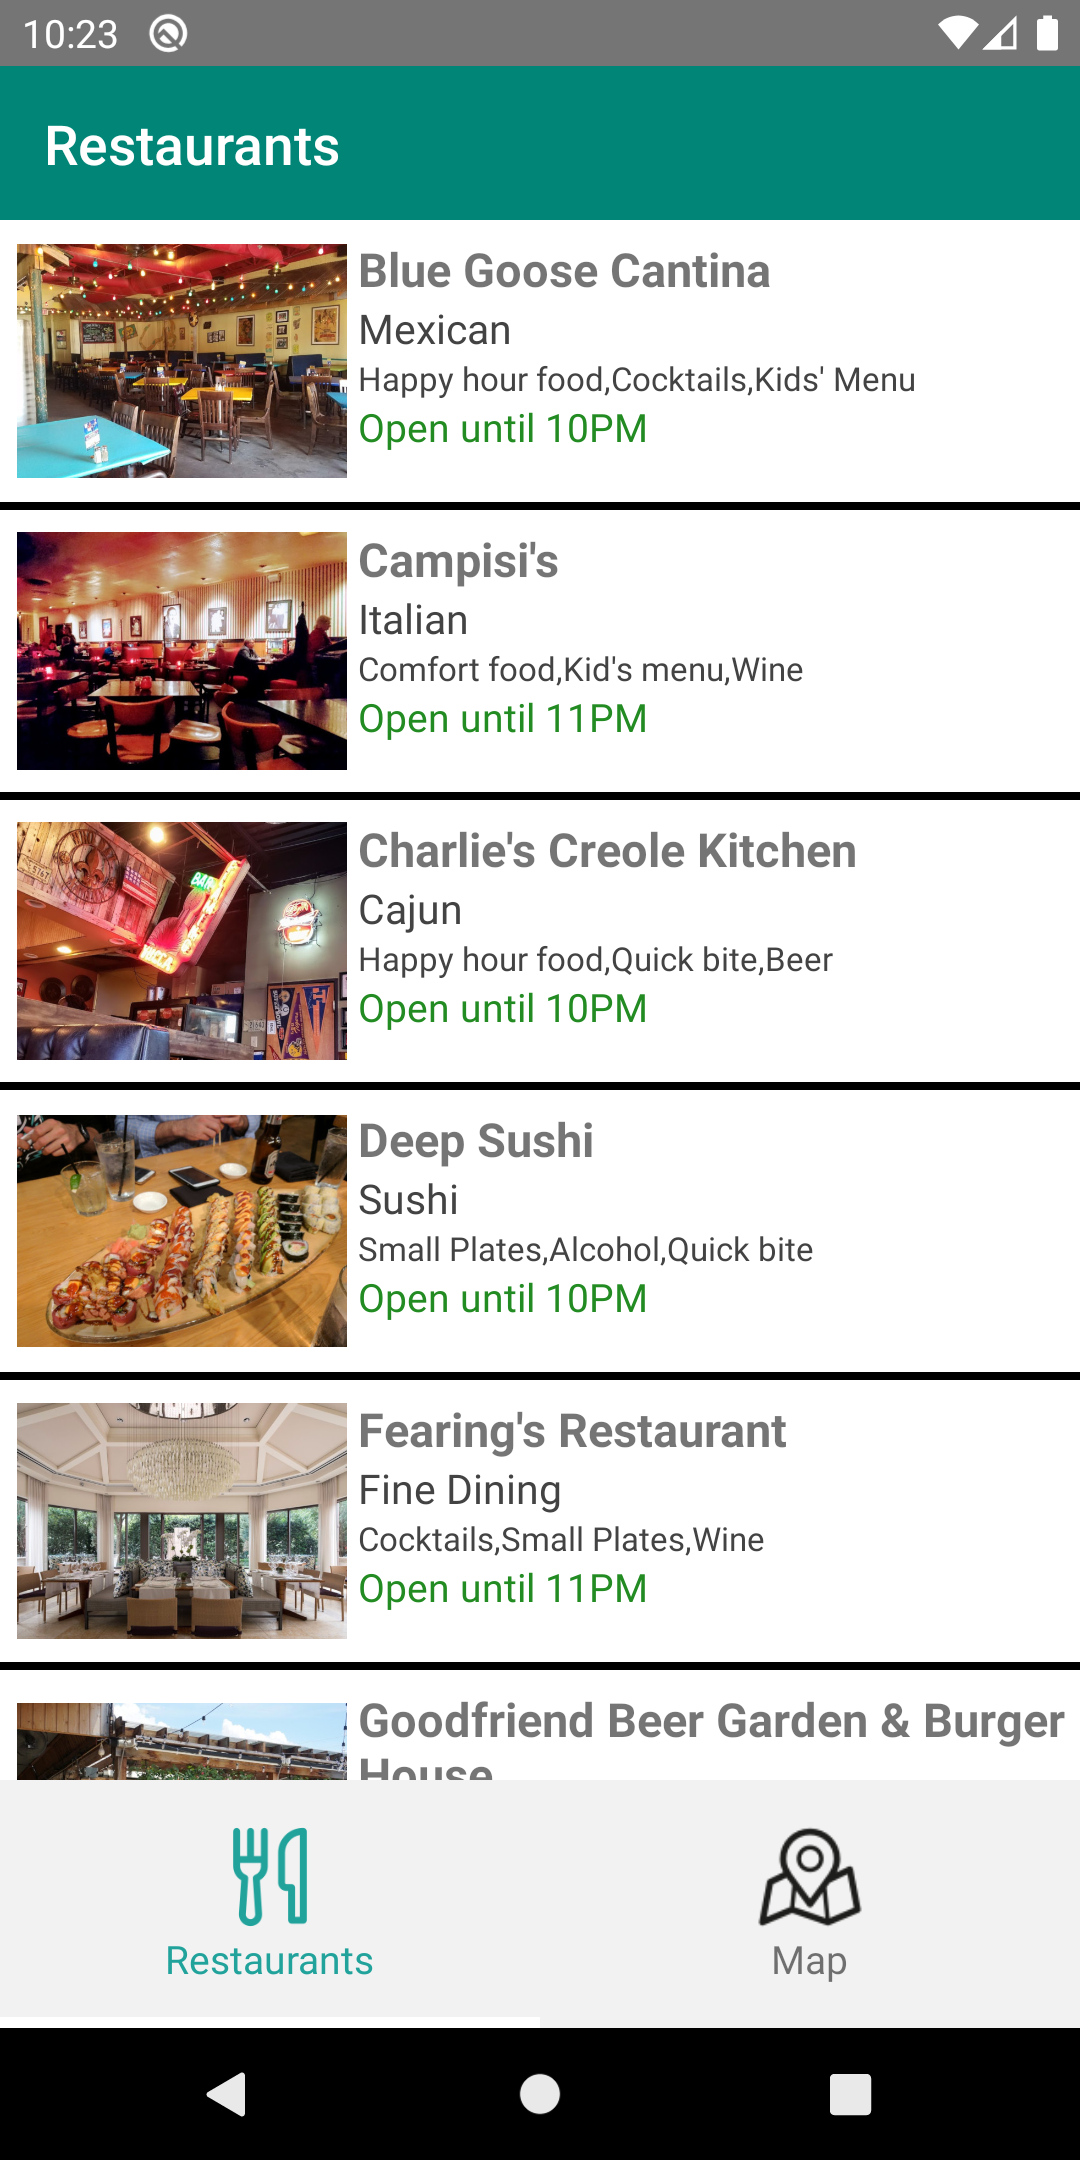 10:23
Restaurants
Blue Goose Cantina
Mexican
Happy hour food,Cocktails,Kids' Menu
Open until 10PM
Campisi's
Italian
Comfort food,Kid's menu,Wine
Open until 11PM
BAR
Charlie's Creole Kitchen
Cajun
Happy hour food,Quick bite,Beer
Open until 10PM
Deep Sushi
Sushi
Small Plates,Alcohol,Quick bite
Open until 10PM
Fearing's Restaurant
Fine Dining
Cocktails,Small Plates,Wine
Open until 11PM
Goodfriend Beer Garden & Burger
House
Restaurants
Map